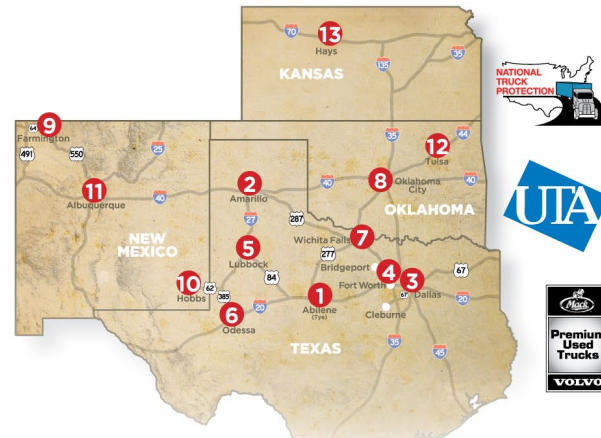 70
13
Hays
35
135
KANSAS
NATIONAL
TRUCK
PROTECTION
9
64
Farmington
491
550
25
35
44
12
Tulsa
11
Albuquerque
40
2
Amarillo
40
8
Oklahoma
City
40
OKLAHOMA
UTA
27
287
NEW
MEXICO
5
Lubbock
Wichita Falls
7
277
Bridgeport
4
3
67
10
Hobbs
62
385
84
Fort Worth
67
Dallas
6
Odessa
20
1
Abilene
(Tye)
20
Cleburne
TEXAS
35
45
Mack
Premium
Used
Trucks
VOLVO